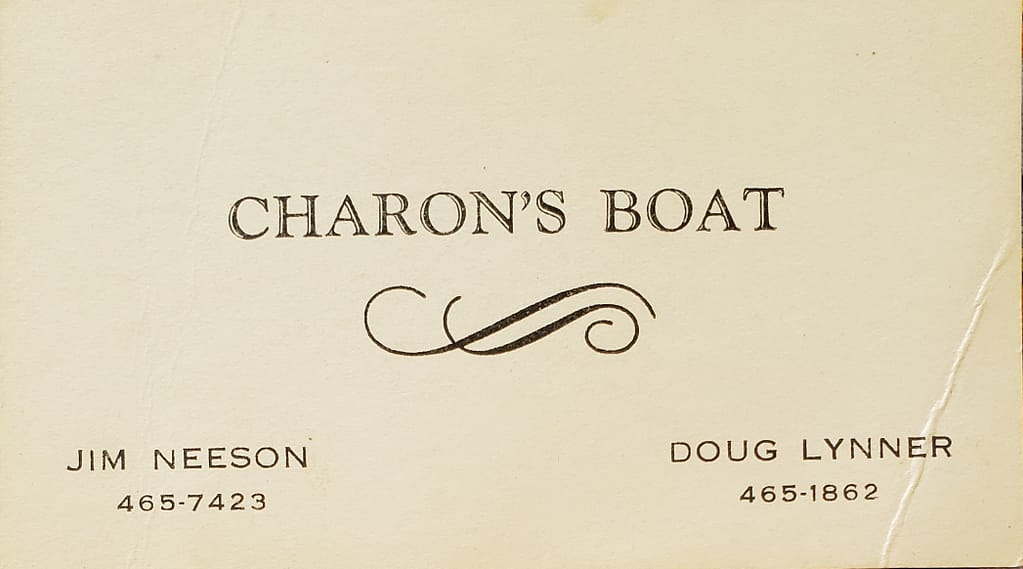 CHARON'S BOAT
JIM NEESON
465-7423
DOUG LYNNER
465-1862